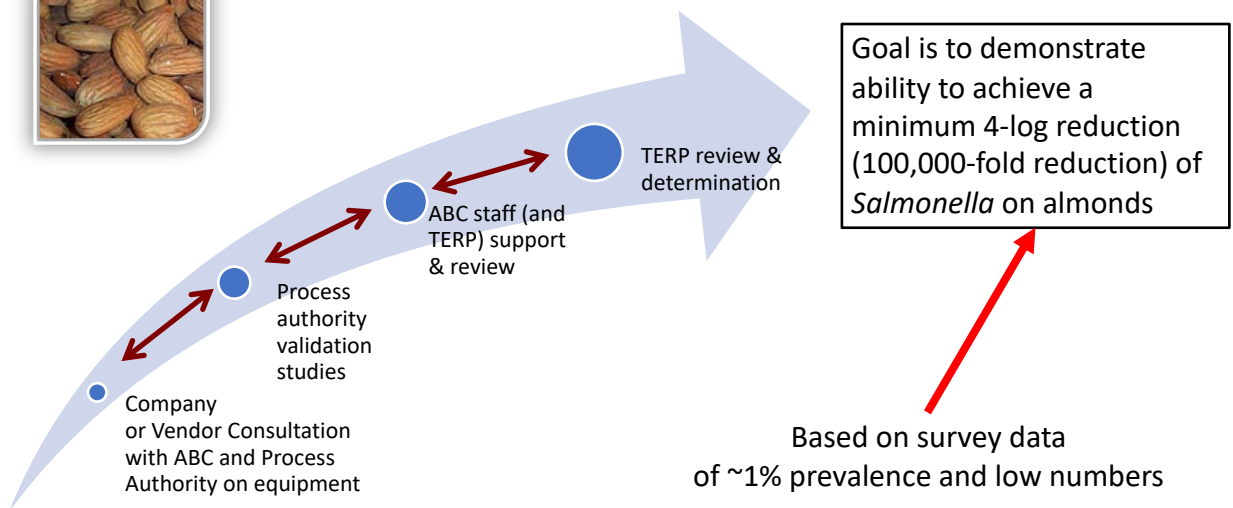 Goal is to demonstrate
ability to achieve a
minimum 4-log reduction
(100,000-fold reduction) of
Salmonella on almonds
TERP review &
determination
ABC staff (and
TERP) support
& review
Process
authority
validation
studies
Company
or Vendor Consultation
with ABC and Process
Authority on equipment
Based on survey data
of ~1% prevalence and low numbers